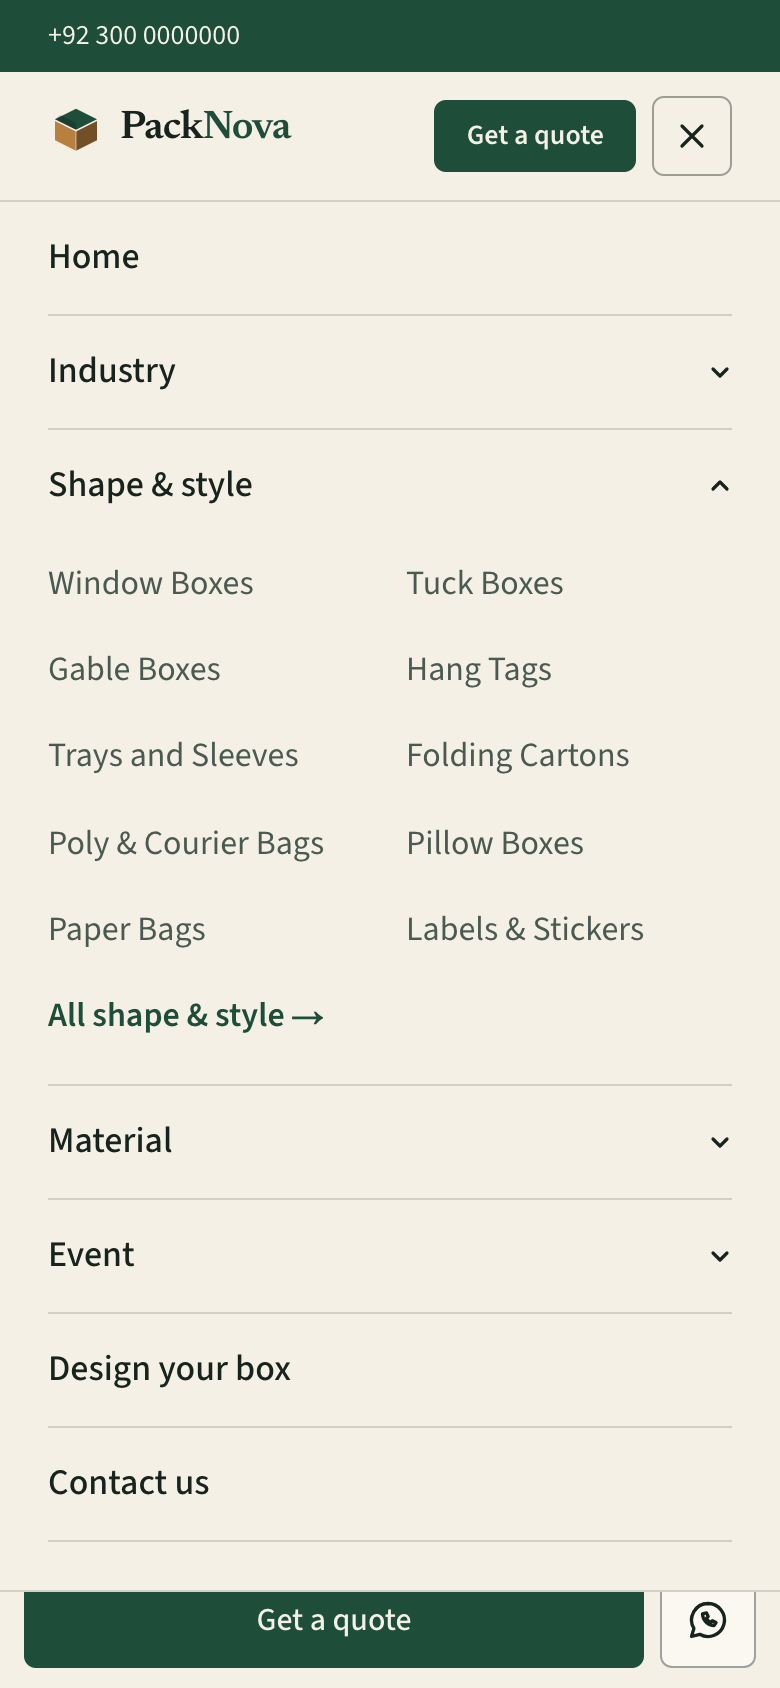 +92 300 0000000
PackNova
Get a quote
Home
Industry
Shape & style
Window Boxes
Tuck Boxes
Gable Boxes
Hang Tags
Trays and Sleeves
Folding Cartons
Poly & Courier Bags
Pillow Boxes
Paper Bags
Labels & Stickers
All shape & style →
Material
Event
Design your box
Contact us
Get a quote